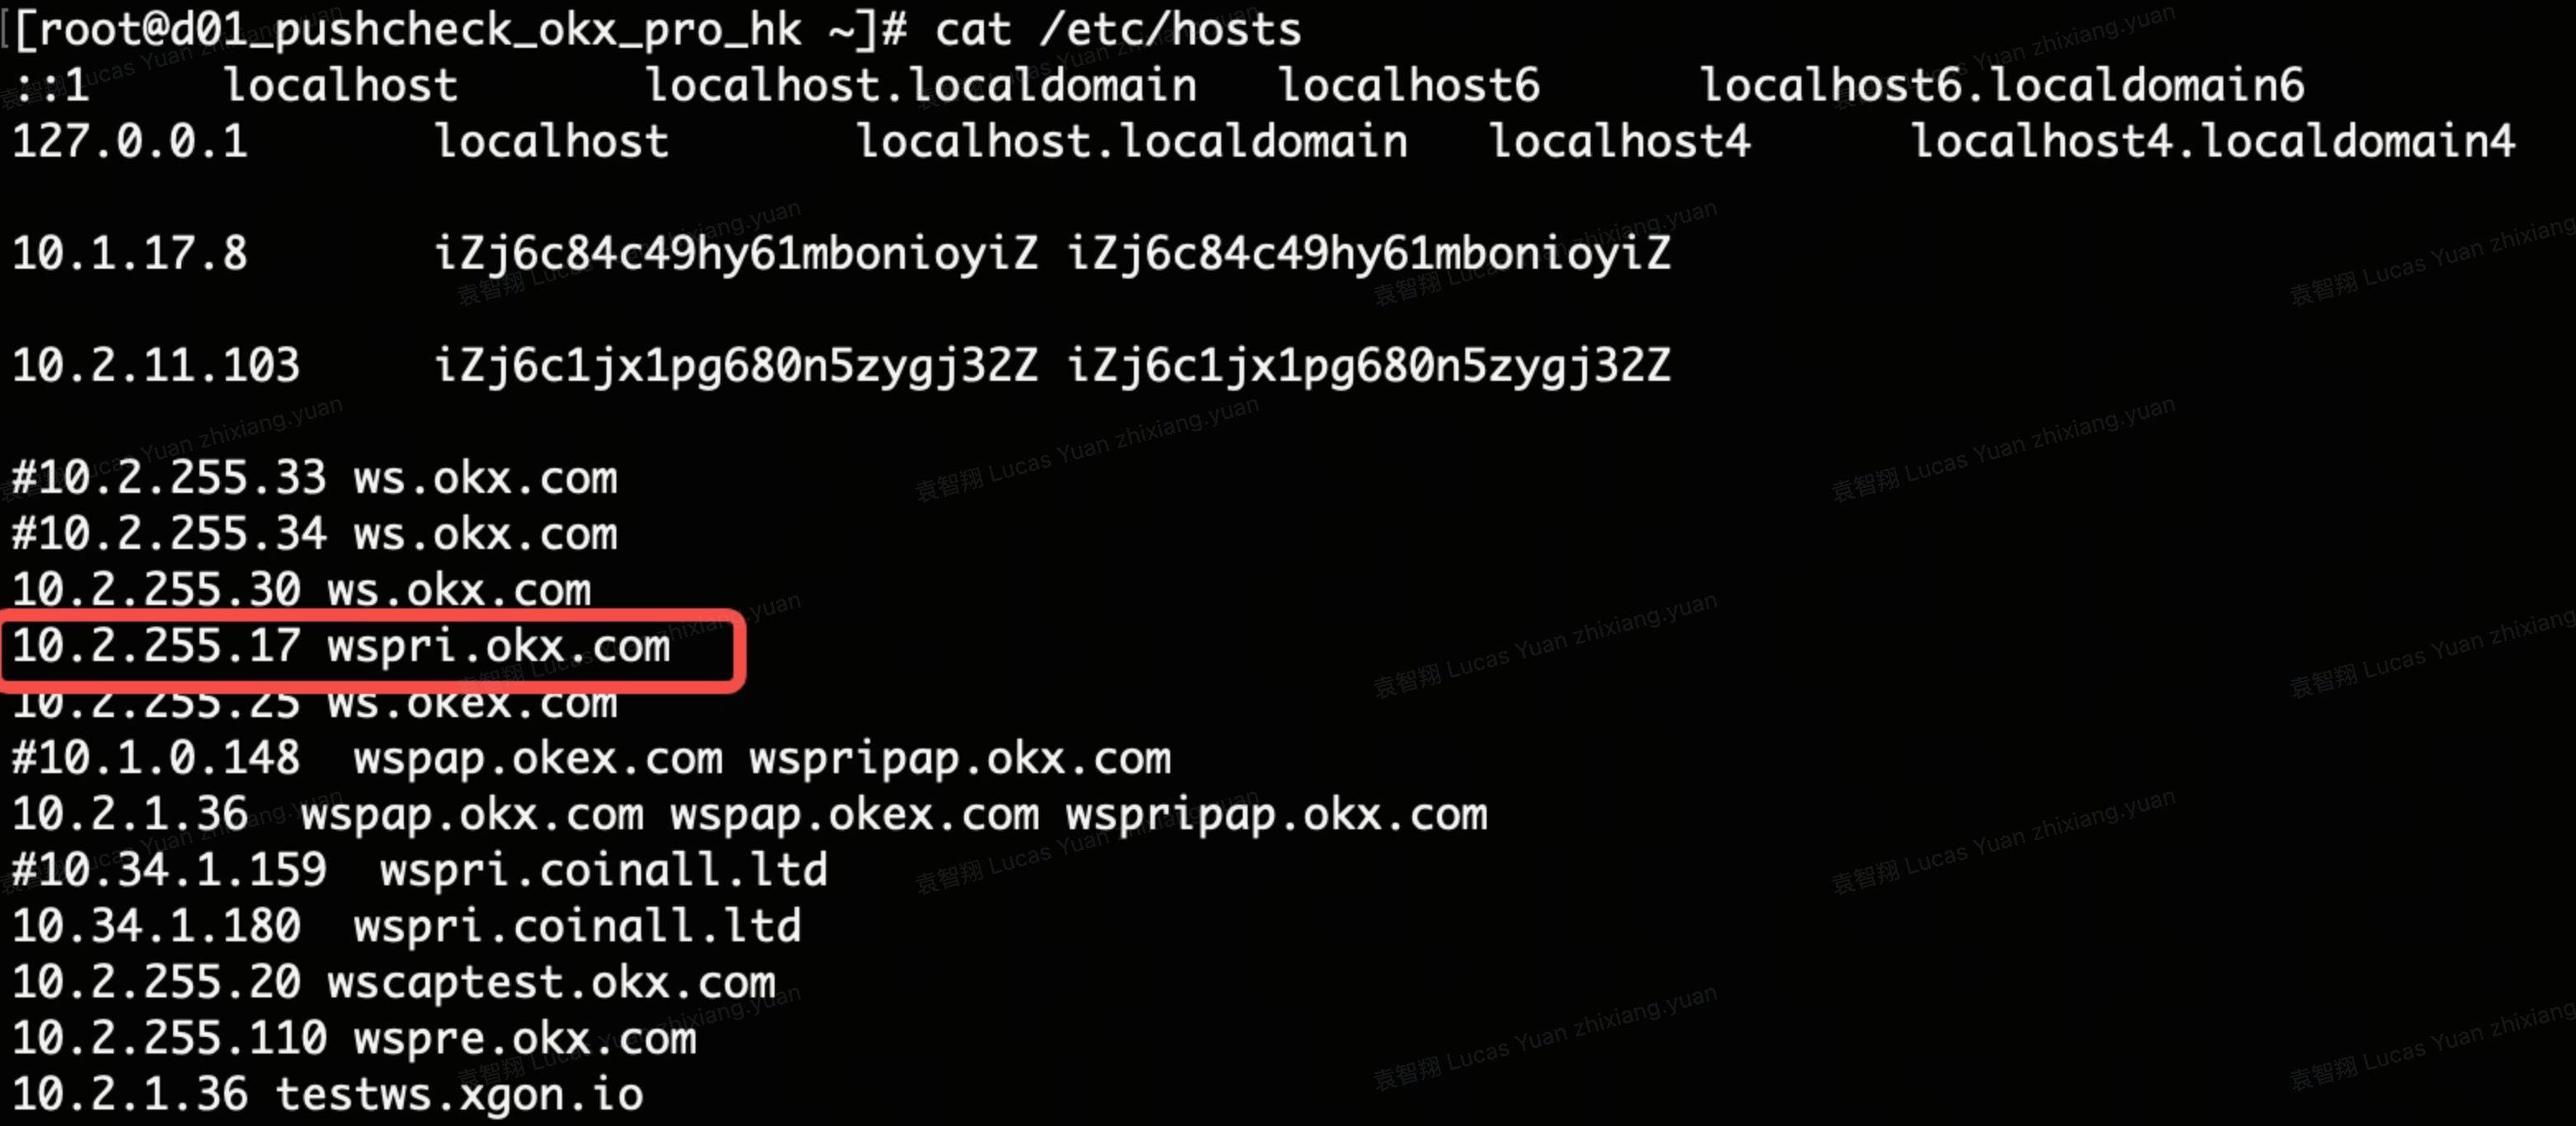 [[root@d01_pushcheck_okx_pro_hk ~]# cat /etc/hosts
::1 localhost localhost.localdomain localhost6 localhost6.localdomain6
127.0.0.1 localhost localhost.localdomain localhost4 localhost4.localdomain4
10.1.17.8 iZj6c84c49hy61mbonioyiZ iZj6c84c49hy61mbonioyiZ
10.2.11.103 iZj6c1jx1pg680n5zygj32Z iZj6c1jx1pg680n5zygj32Z
#10.2.255.33 ws.okx.com
#10.2.255.34 ws.okx.com
10.2.255.30 ws.okx.com
10.2.255.17 wspri.okx.com
10.2.255.25 ws.okex.com
#10.1.0.148 wspap.okex.com wspripap.okx.com
10.2.1.36 wspap.okx.com wspap.okex.com wspripap.okx.com
#10.34.1.159 wspri.coinall.ltd
10.34.1.180 wspri.coinall.ltd
10.2.255.20 wscaptest.okx.com
10.2.255.110 wspre.okx.com
10.2.1.36 testws.xgon.io
袁智翔 Lucas Yuan zhixiang.yuan